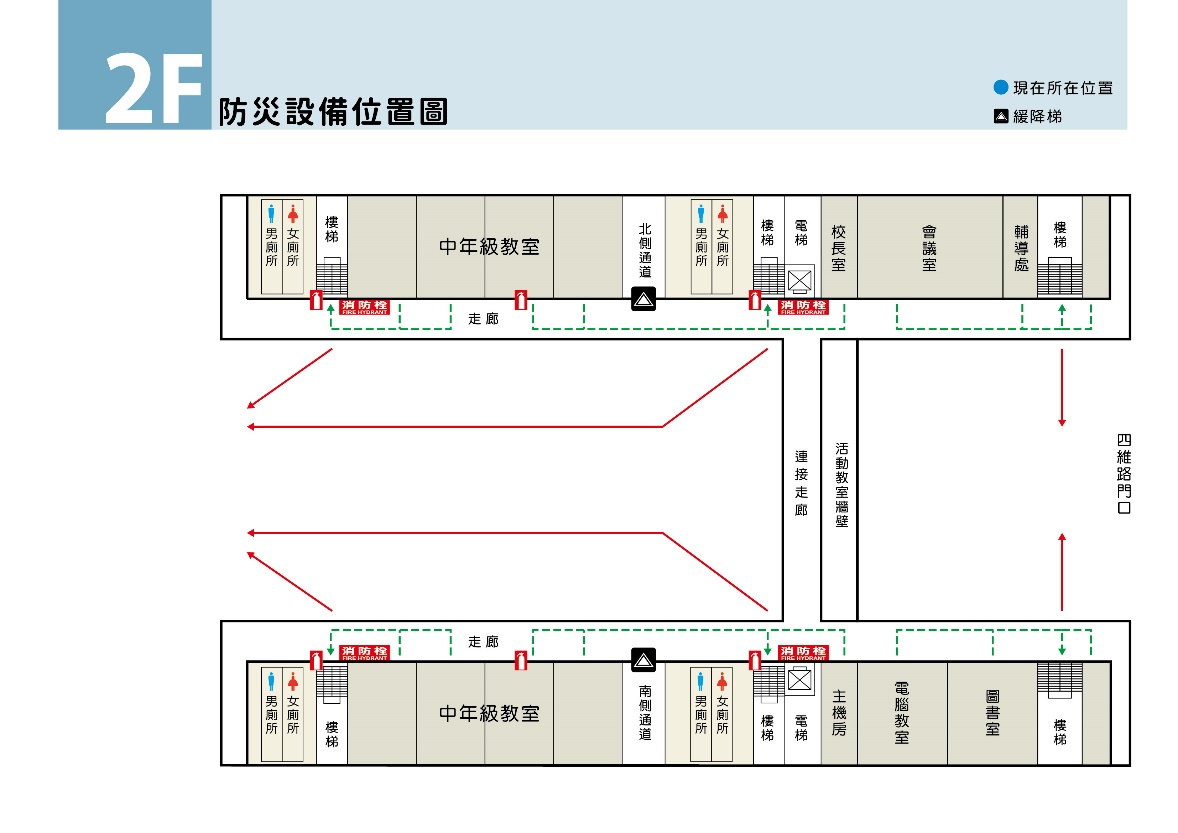 2F 防災設備位置圖
現在所在位置
緩降梯
男廁所
女廁所
樓梯
中年級教室
北側通道
男廁所
女廁所
樓梯
電梯
校長室
會議室
輔導處
樓梯
消防栓
FIRE HYDRANT
消防栓
FIRE HYDRANT
走廊
連接走廊
活動教室牆壁
四維路門口
走廊
消防栓
FIRE HYDRANT
消防栓
FIRE HYDRANT
男廁所
女廁所
樓梯
中年級教室
南側通道
男廁所
女廁所
樓梯
電梯
主機房
電腦教室
圖書室
樓梯